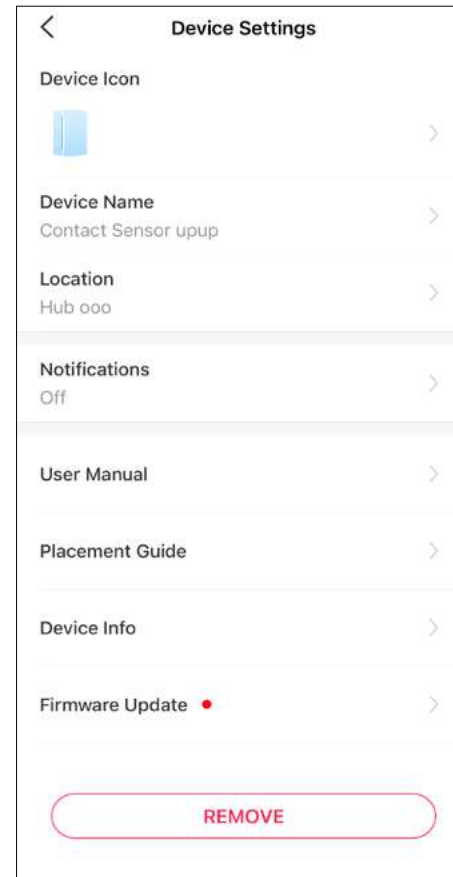 Device Settings
Device Icon
Device Name
Contact Sensor upup
Location
Hub ooo
Notifications
Off
User Manual
Placement Guide
Device Info
Firmware Update
REMOVE